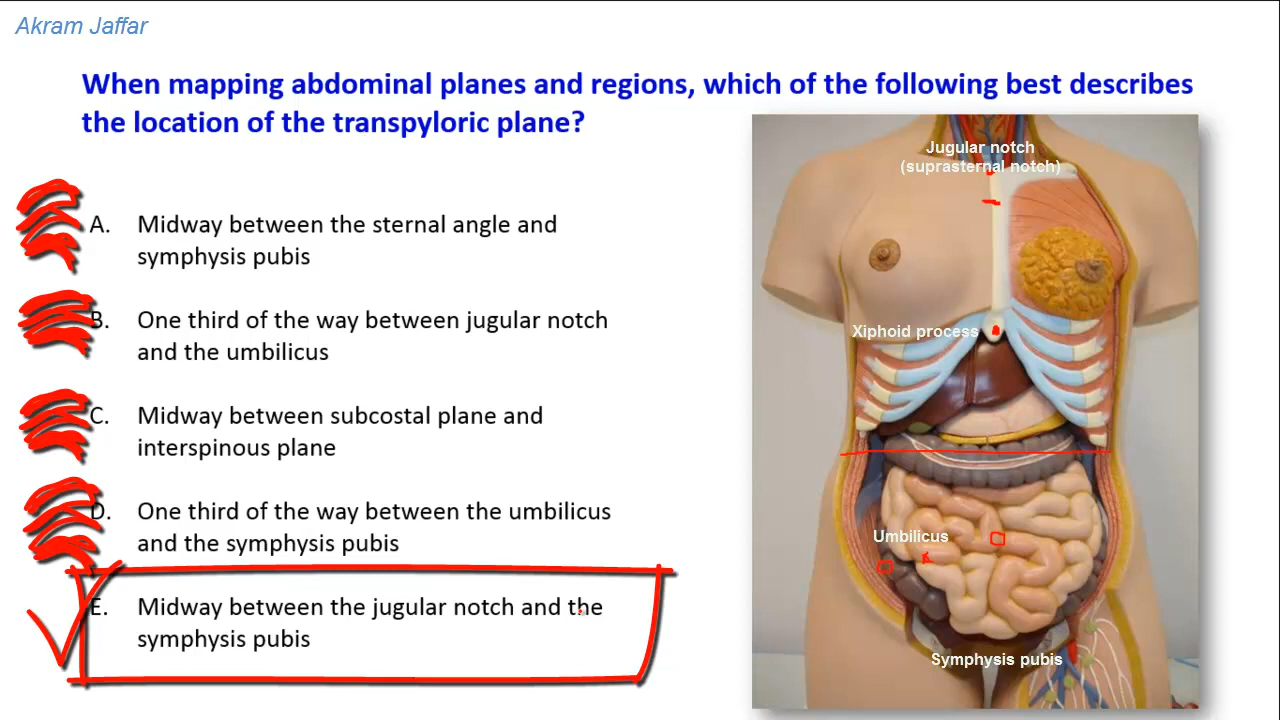 Akram Jaffar
When mapping abdominal planes and regions, which of the following best describes
the location of the transpyloric plane?
A. Midway between the sternal angle and
symphysis pubis
B. One third of the way between jugular notch
and the umbilicus
C. Midway between subcostal plane and
interspinous plane
D. One third of the way between the umbilicus
and the symphysis pubis
E. Midway between the jugular notch and the
symphysis pubis
Jugular notch
(suprasternal notch)
Xiphoid process
Umbilicus
Symphysis pubis